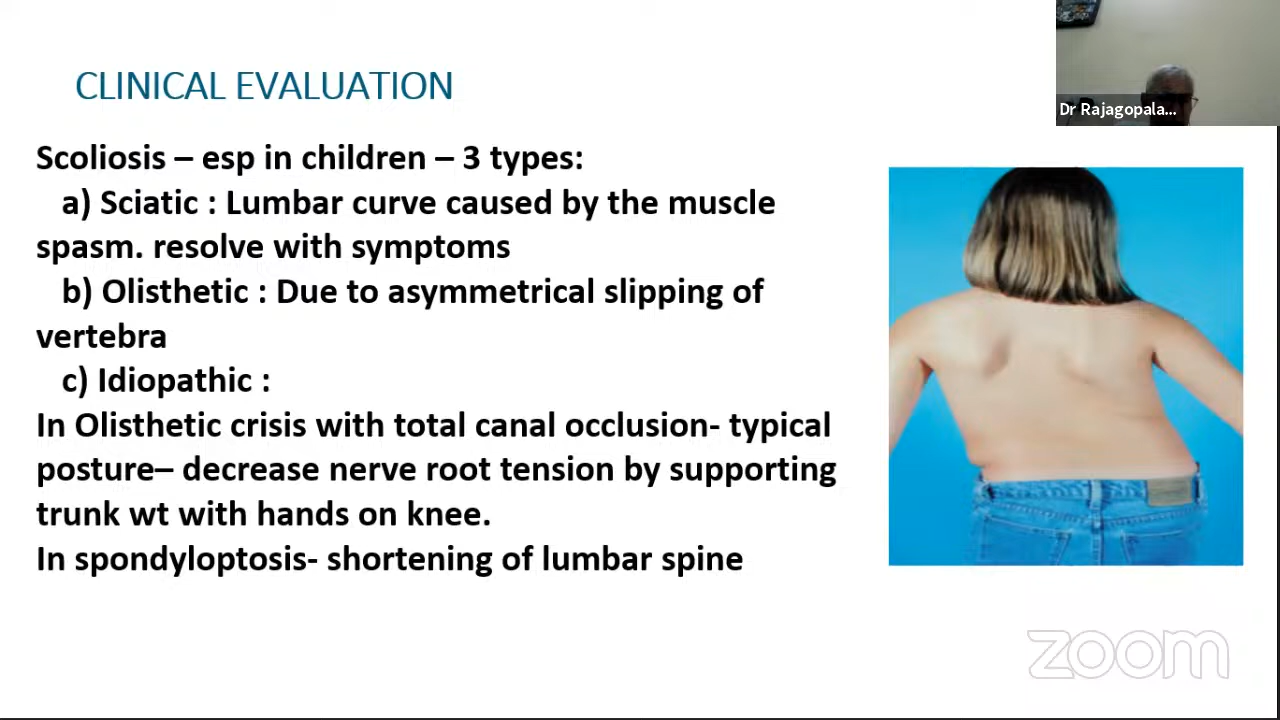 CLINICAL EVALUATION
Dr Rajagopala...
Scoliosis – esp in children – 3 types:
a) Sciatic : Lumbar curve caused by the muscle
spasm. resolve with symptoms
b) Olisthetic : Due to asymmetrical slipping of
vertebra
c) Idiopathic :
In Olisthetic crisis with total canal occlusion- typical
posture– decrease nerve root tension by supporting
trunk wt with hands on knee.
In spondyloptosis- shortening of lumbar spine
zoom